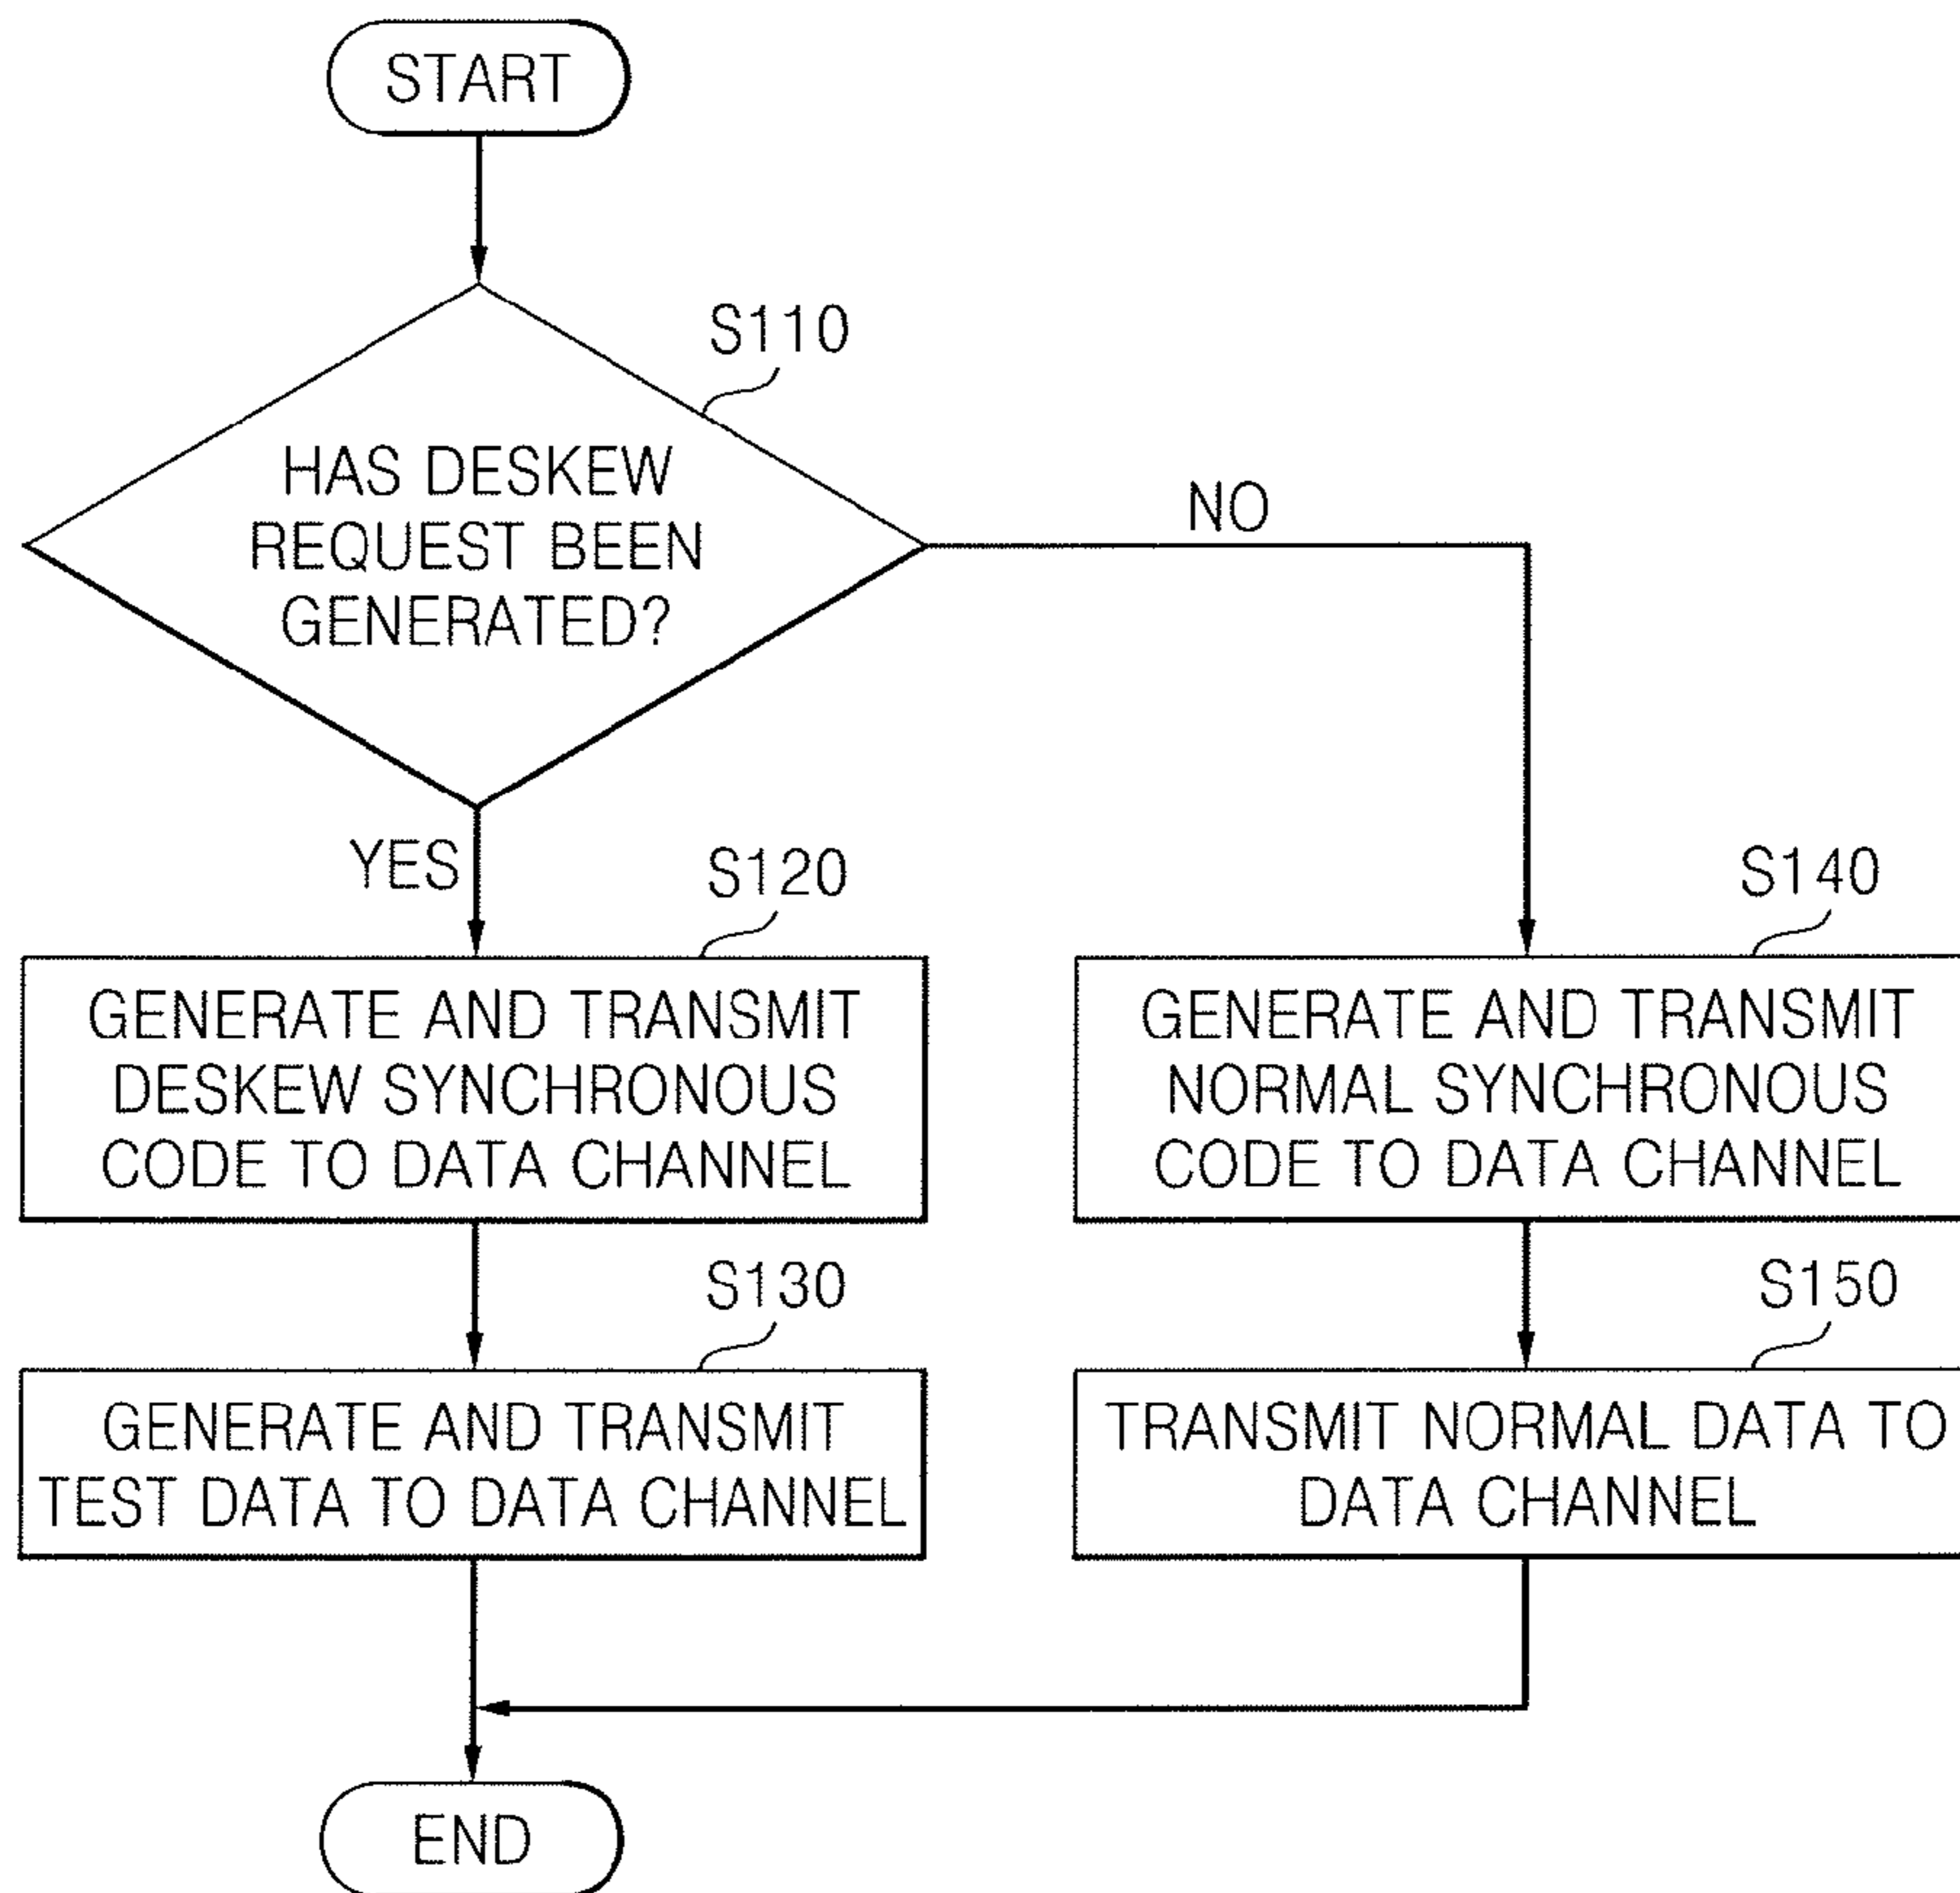 START
S110
HAS DESKEW
REQUEST BEEN
GENERATED?
NO
YES
S120
GENERATE AND TRANSMIT
DESKEW SYNCHRONOUS
CODE TO DATA CHANNEL
S140
GENERATE AND TRANSMIT
NORMAL SYNCHRONOUS
CODE TO DATA CHANNEL
S130
GENERATE AND TRANSMIT
TEST DATA TO DATA CHANNEL
S150
TRANSMIT NORMAL DATA TO
DATA CHANNEL
END